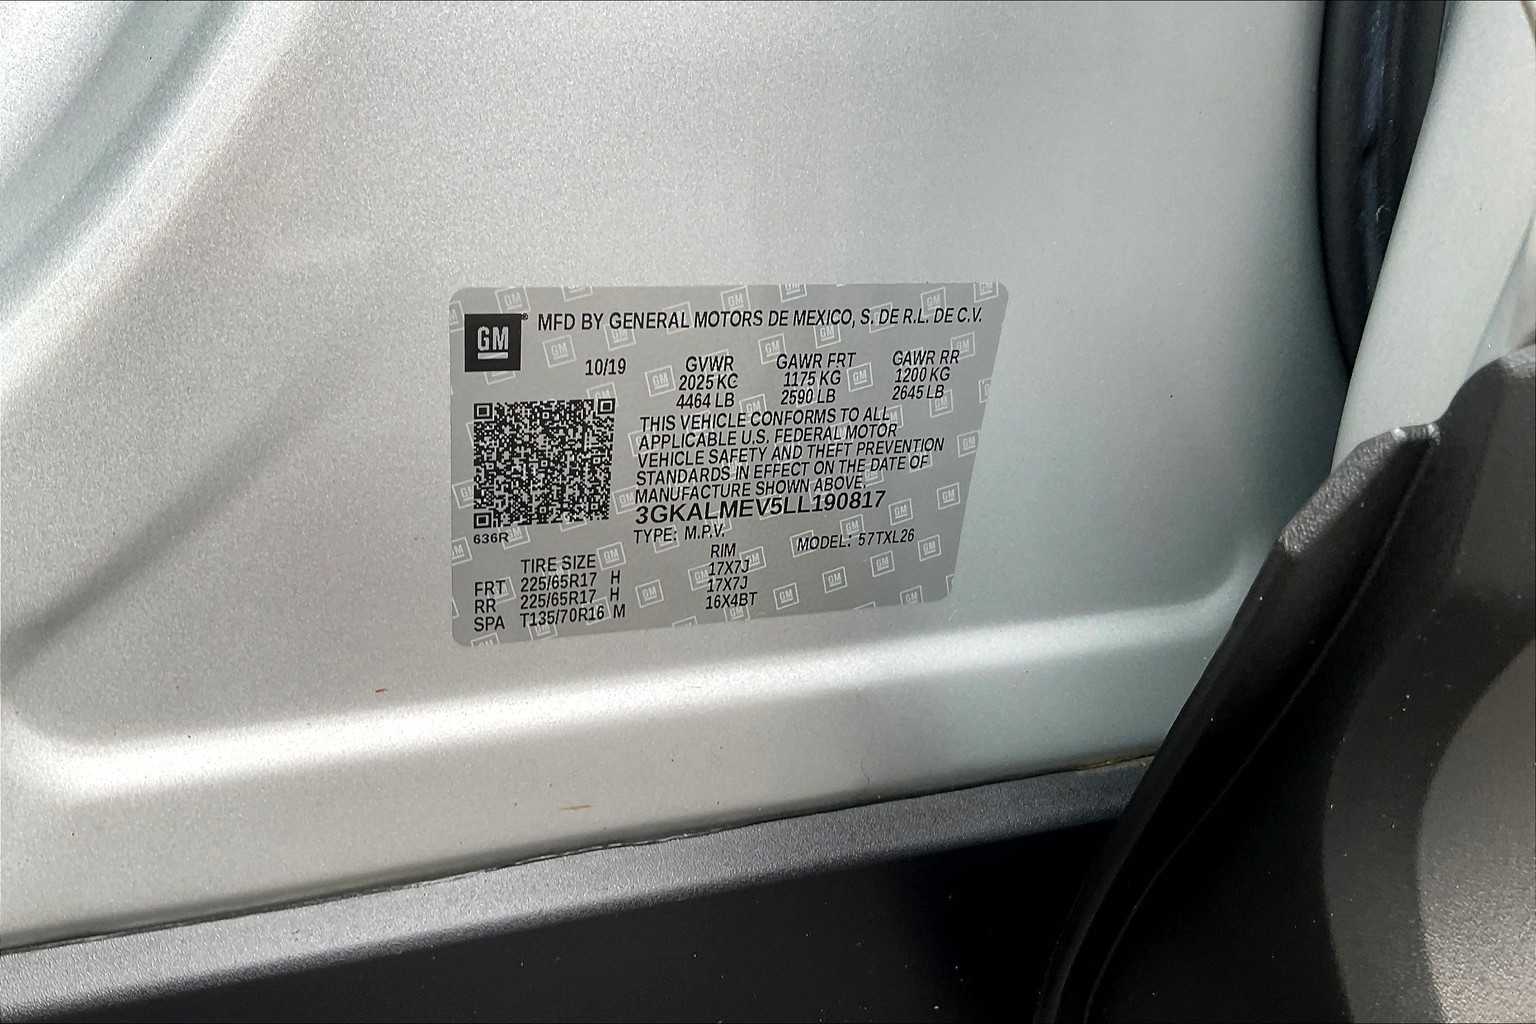 GM
MFD BY GENERAL MOTORS DE MEXICO, S. DE R.L. DE C.V.
10/19 GVWR GAWR FRT GAWR RR
2025 KC 1175 KG 1200 KG
4464 LB 2590 LB 2645 LB
THIS VEHICLE CONFORMS TO ALL
APPLICABLE U.S. FEDERAL MOTOR
VEHICLE SAFETY AND THEFT PREVENTION
STANDARDS IN EFFECT ON THE DATE OF
MANUFACTURE SHOWN ABOVE.
3GKALMEV5LL190817
636R
TYPE: M.P.V. MODEL: 57TXL26
TIRE SIZE RIM
FRT 225/65R17 H 17X7J
RR 225/65R17 H 17X7J
SPA T135/70R16 M 16X4BT